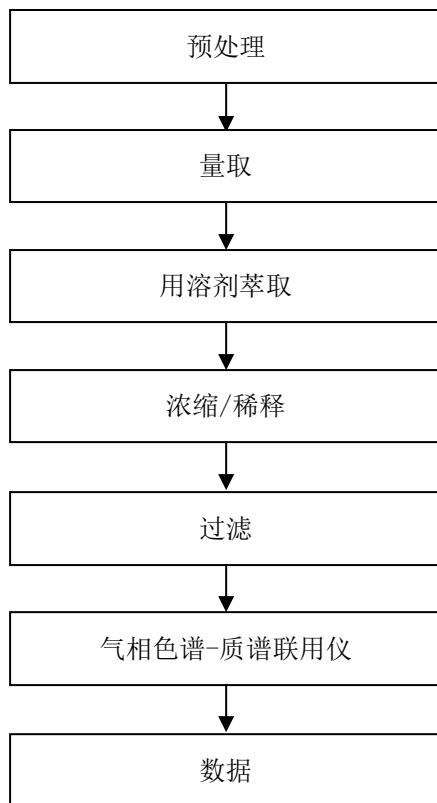 预处理
量取
用溶剂萃取
浓缩/稀释
过滤
气相色谱-质谱联用仪
数据